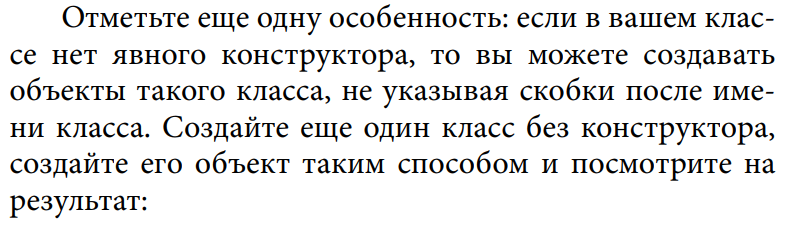 Отметьте еще одну особенность: если в вашем клас-
се нет явного конструктора, то вы можете создавать
объекты такого класса, не указывая скобки после име-
ни класса. Создайте еще один класс без конструктора,
создайте его объект таким способом и посмотрите на
результат: